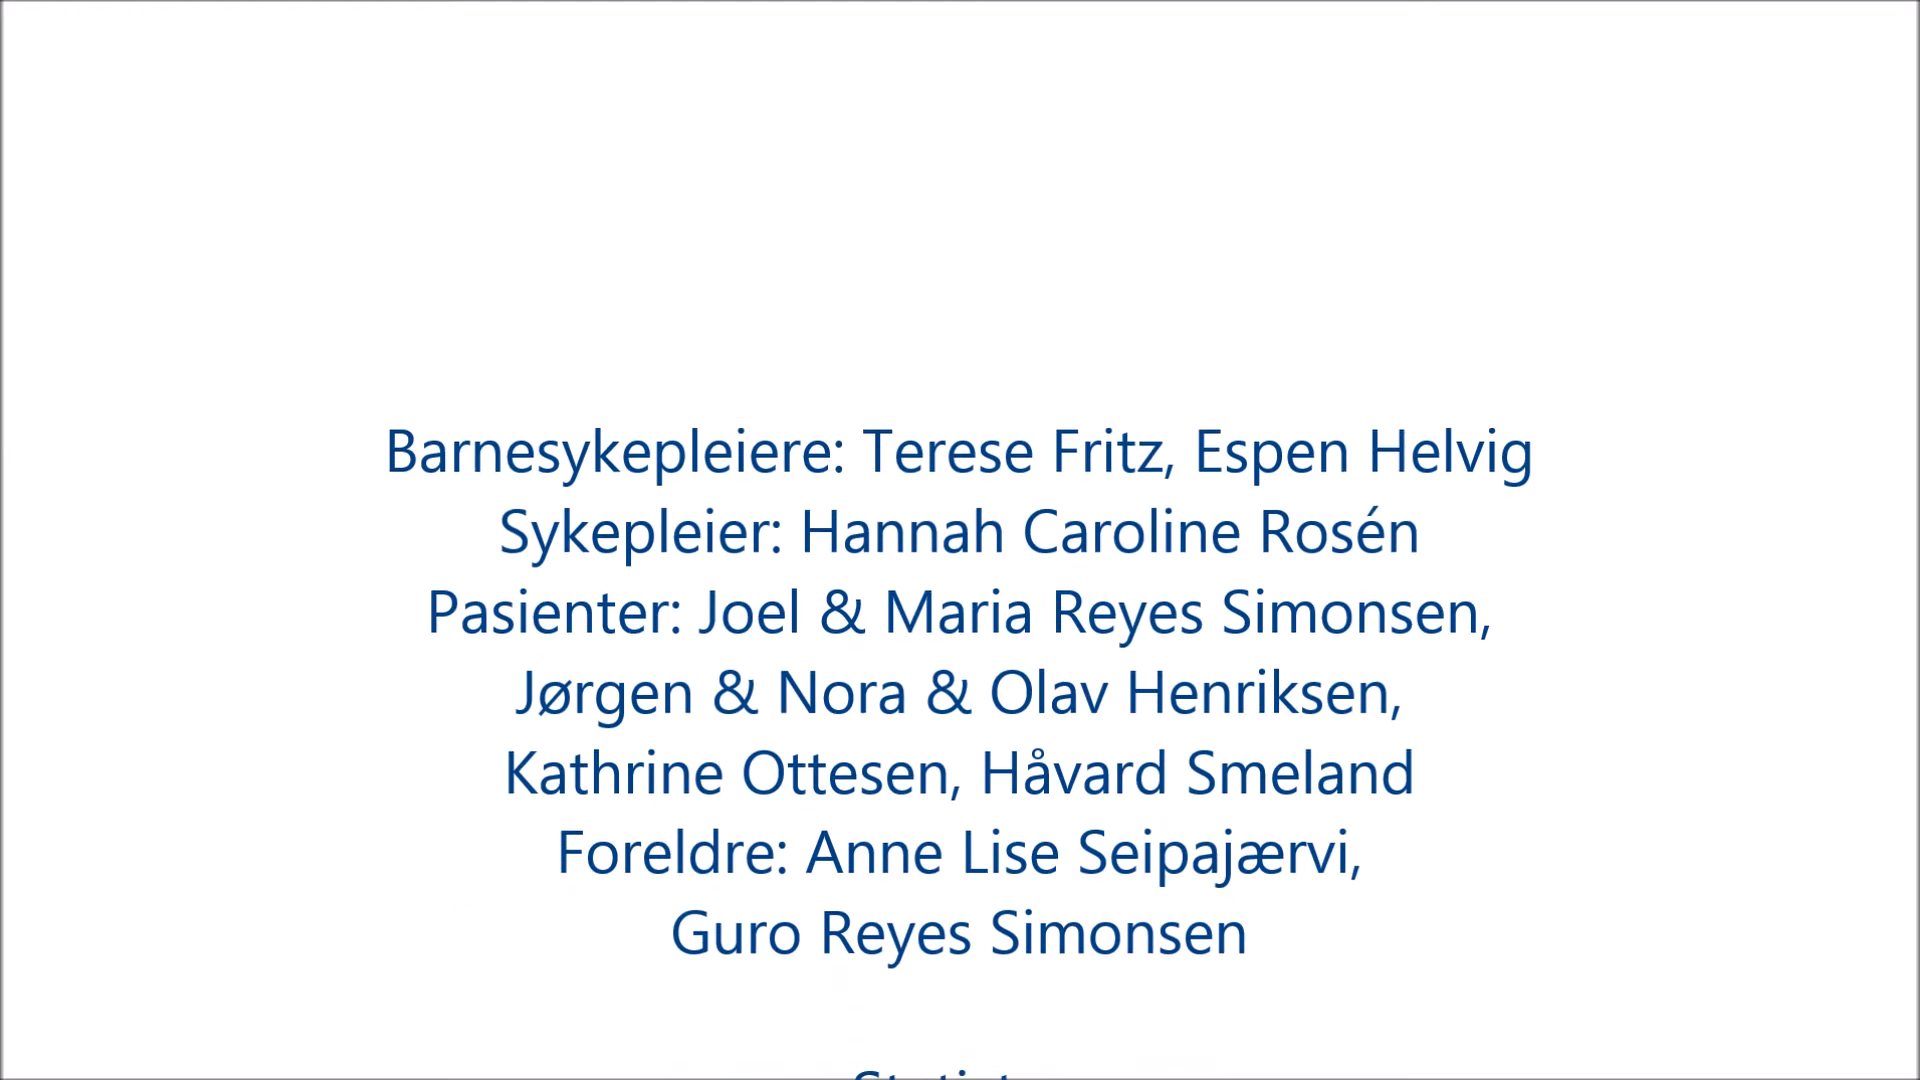 Barnesykepleiere: Terese Fritz, Espen Helvig
Sykepleier: Hannah Caroline Rosén
Pasienter: Joel & Maria Reyes Simonsen,
Jørgen & Nora & Olav Henriksen,
Kathrine Ottesen, Håvard Smeland
Foreldre: Anne Lise Seipajærvi,
Guro Reyes Simonsen